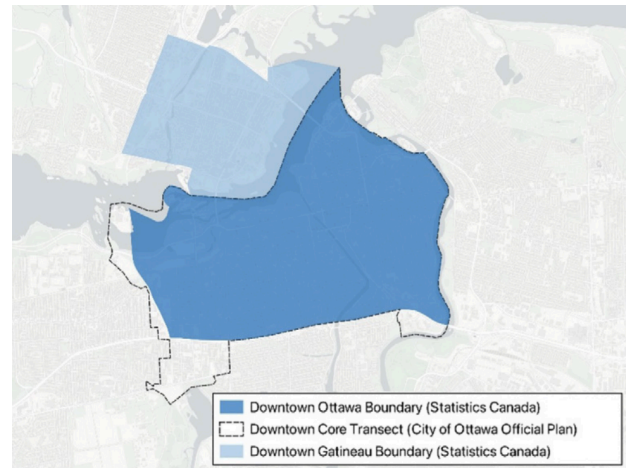 Downtown Ottawa Boundary (Statistics Canada)
Downtown Core Transect (City of Ottawa Official Plan)
Downtown Gatineau Boundary (Statistics Canada)